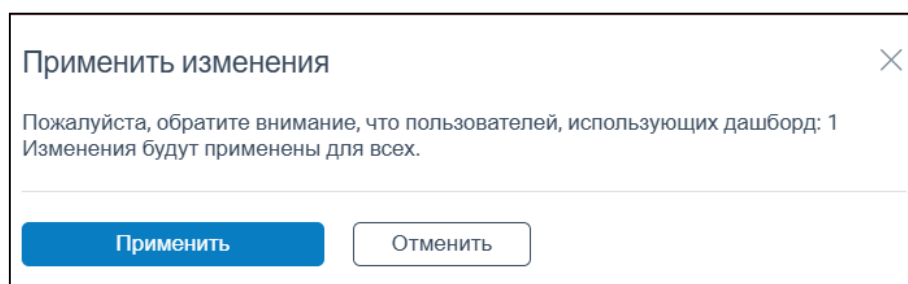 Применить изменения
Пожалуйста, обратите внимание, что пользователей, использующих дашборд: 1
Изменения будут применены для всех.
Применить
Отменить